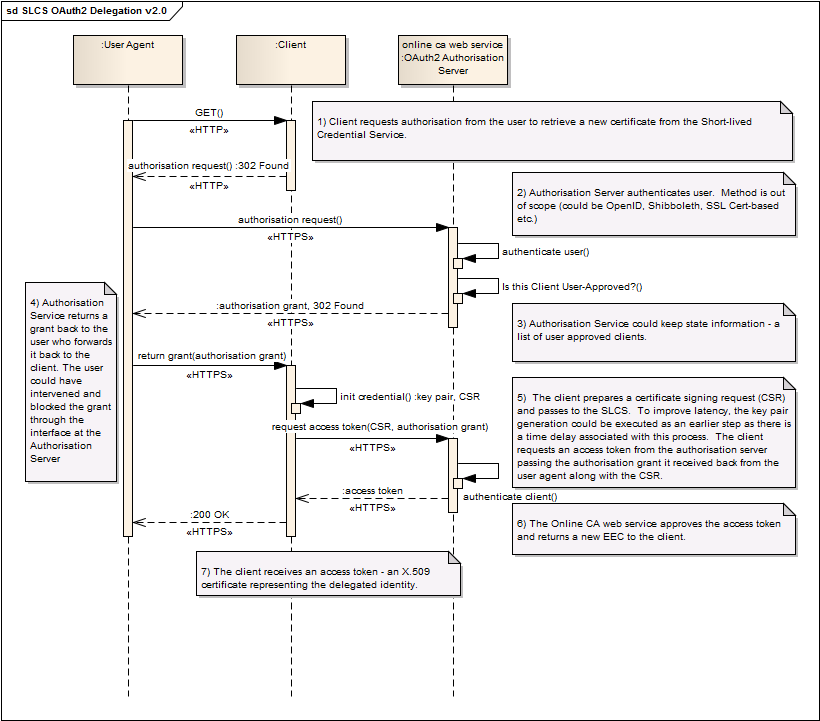 sd SLCS OAuth2 Delegation v2.0
:User Agent
:Client
online ca web service
:OAuth2 Authorisation
Server
GET()
«HTTP»
1) Client requests authorisation from the user to retrieve a new certificate from the Short-lived
Credential Service.
authorisation request() :302 Found
«HTTP»
2) Authorisation Server authenticates user.  Method is out
of scope (could be OpenID, Shibboleth, SSL Cert-based
etc.)
authorisation request()
«HTTPS»
authenticate user()
Is this Client User-Approved?()
:authorisation grant, 302 Found
«HTTPS»
3) Authorisation Service could keep state information - a
list of user approved clients.
4) Authorisation
Service returns a
grant back to the
user who forwards
it back to the
client. The user
could have
intervened and
blocked the grant
through the
interface at the
Authorisation
Server
return grant(authorisation grant)
«HTTPS»
init credential() :key pair, CSR
5)  The client prepares a certificate signing request (CSR)
and passes to the SLCS.  To improve latency, the key pair
generation could be executed as an earlier step as there is
a time delay associated with this process.  The client
requests an access token from the authorisation server
passing the authorisation grant it received back from the
user agent along with the CSR.
request access token(CSR, authorisation grant)
«HTTPS»
authenticate client()
:access token
«HTTPS»
:200 OK
«HTTPS»
6) The Online CA web service approves the access token
and returns a new EEC to the client.
7) The client receives an access token - an X.509
certificate representing the delegated identity.